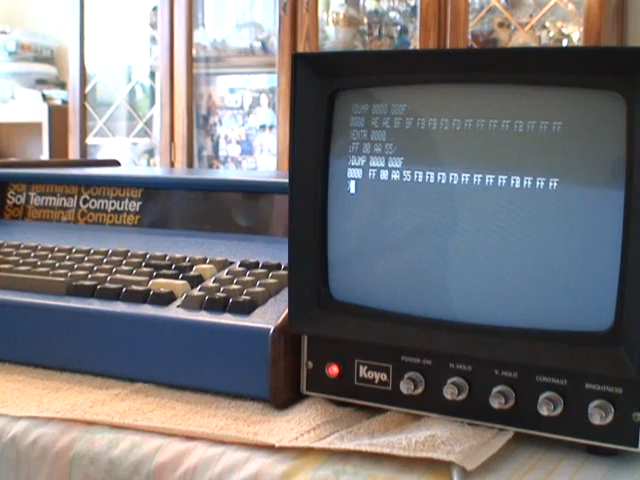 Sol Terminal Computer
Sol Terminal Computer
Sol Terminal Computer
>DUMP 0000 000F
0000 AE AE BF BF FB FB FD FD FF FF FF FF FB FF FF FF
>ENTR 0000
:FF 00 AA 55/
>DUMP 0000 000F
0000 FF 00 AA 55 FB FB FD FD FF FF FF FF FB FF FF FF
>
Koyo
POWER-ON
H. HOLD
V. HOLD
CONTRAST
BRIGHTNESS